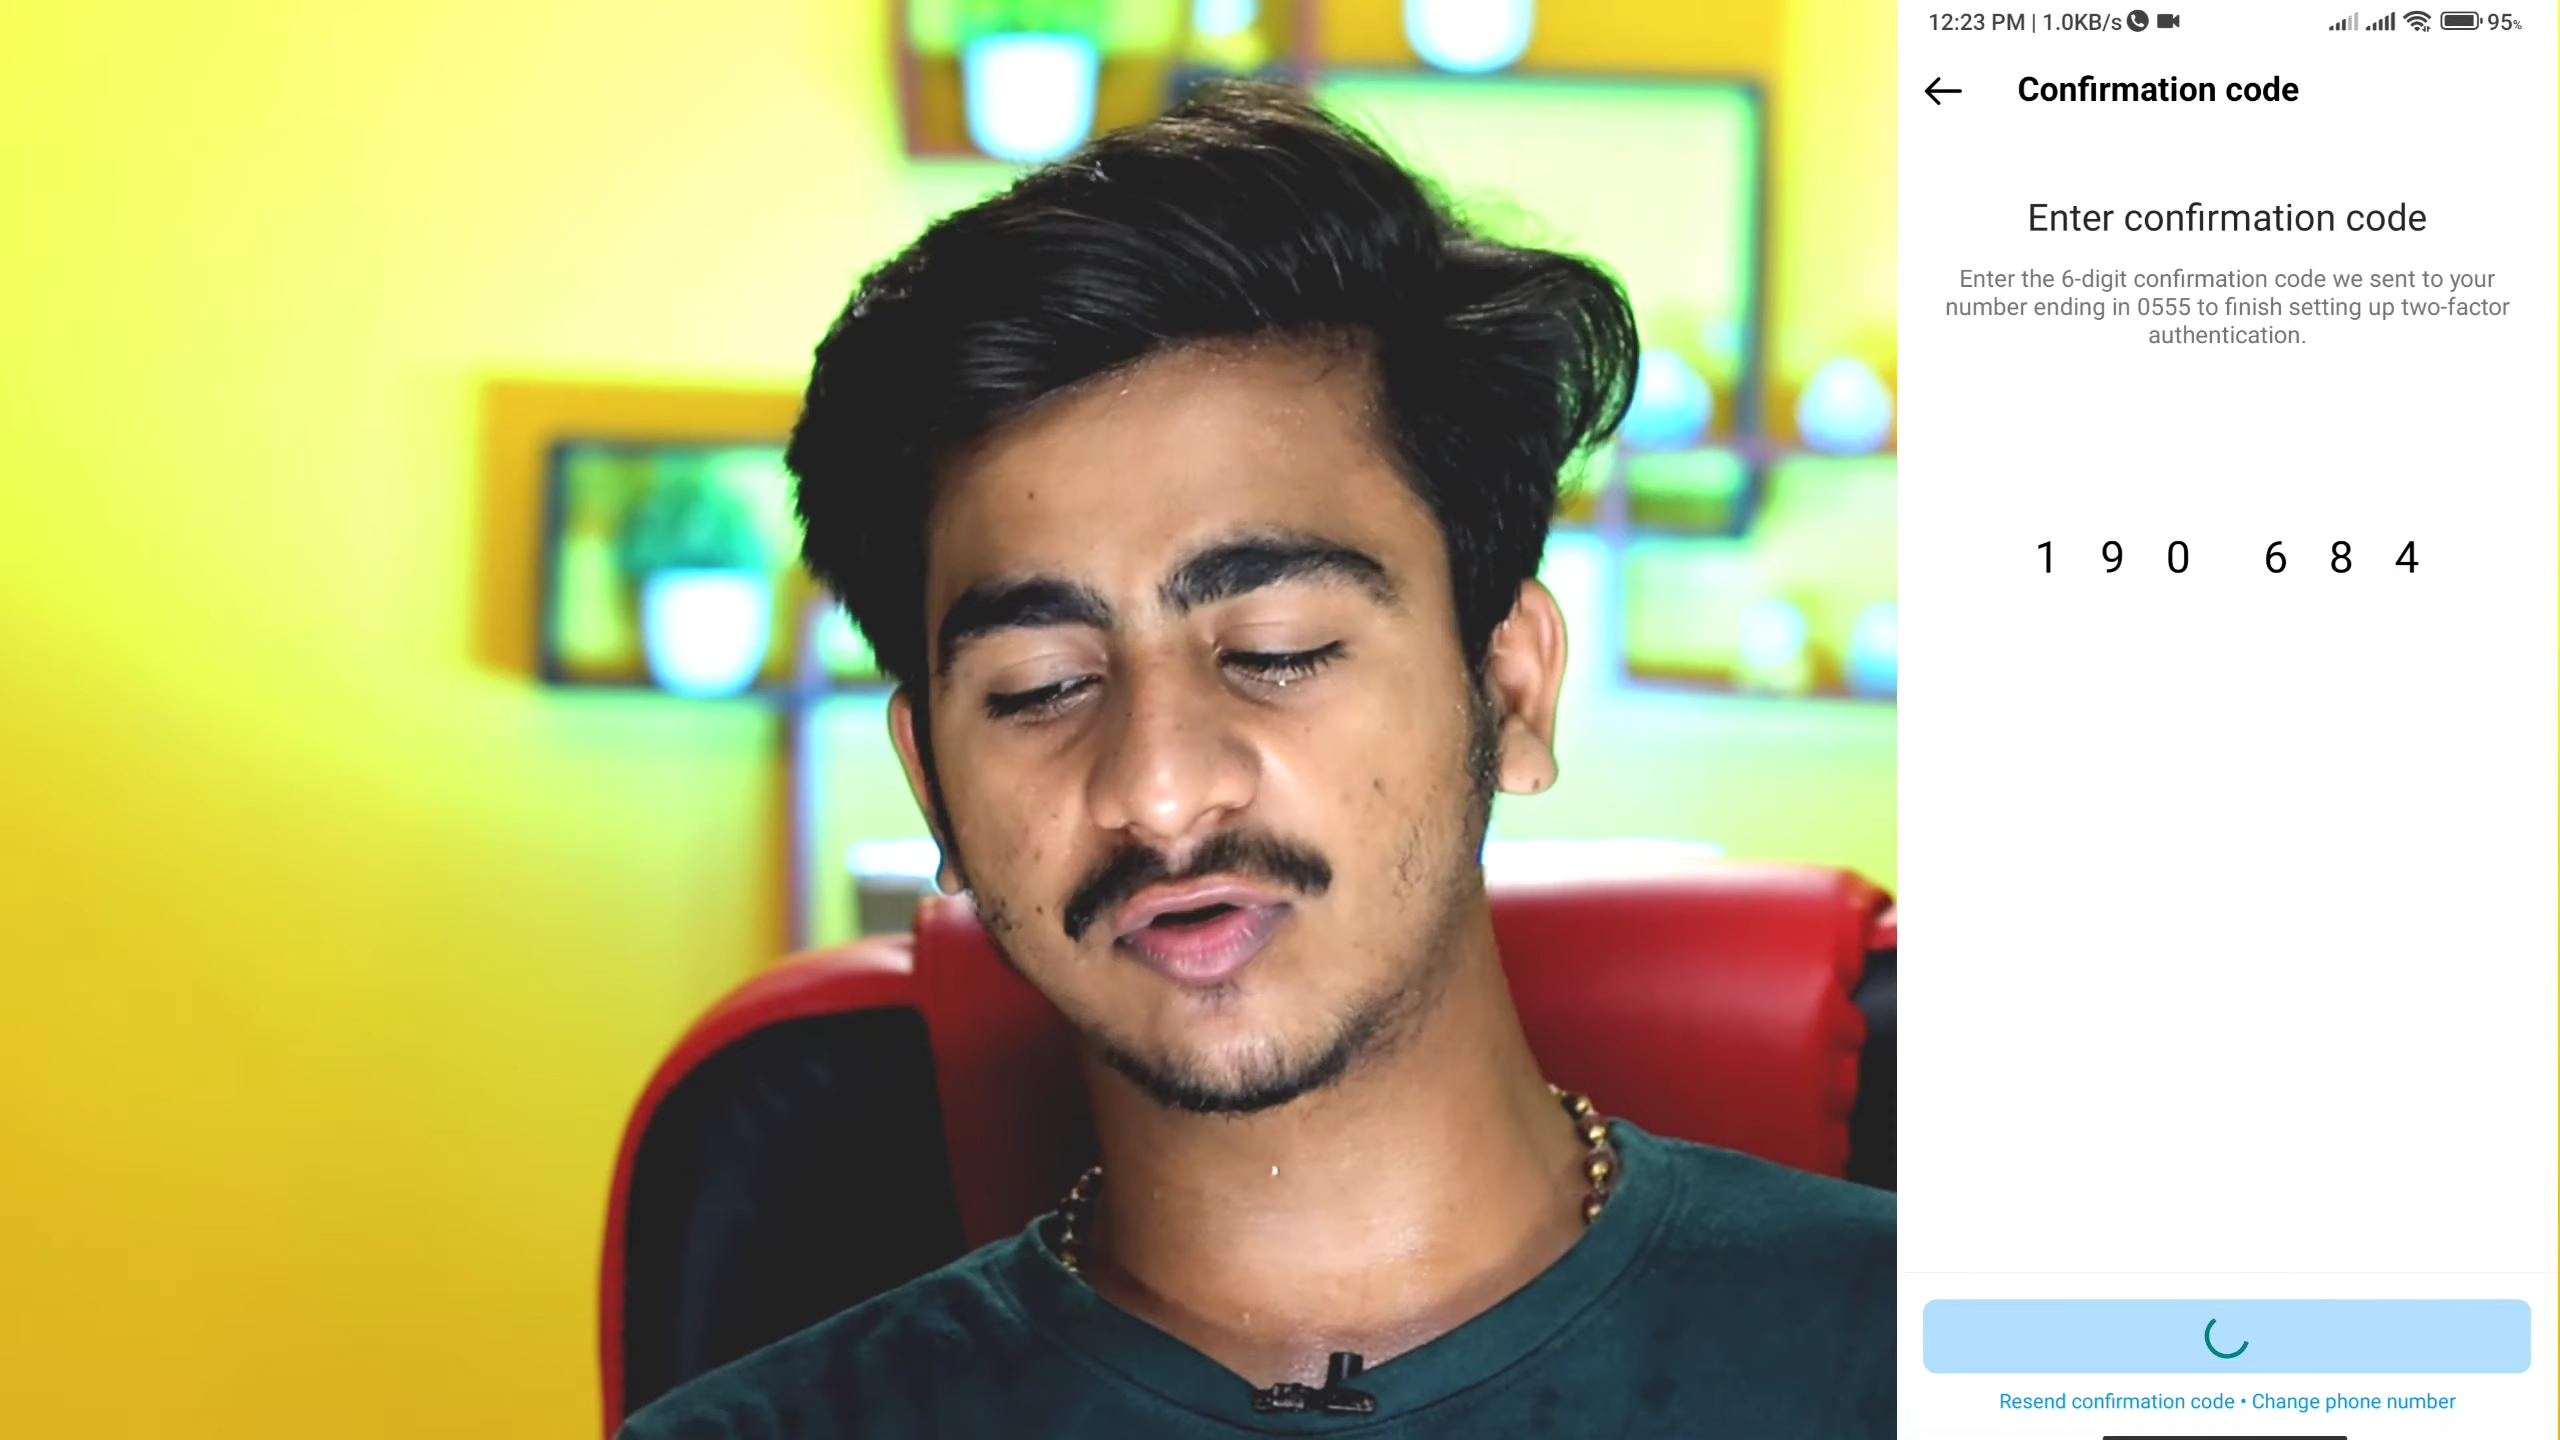 12:23 PM | 1.0KB/s 95%
Confirmation code
Enter confirmation code
Enter the 6-digit confirmation code we sent to your
number ending in 0555 to finish setting up two-factor
authentication.
1 9 0 6 8 4
Resend confirmation code • Change phone number